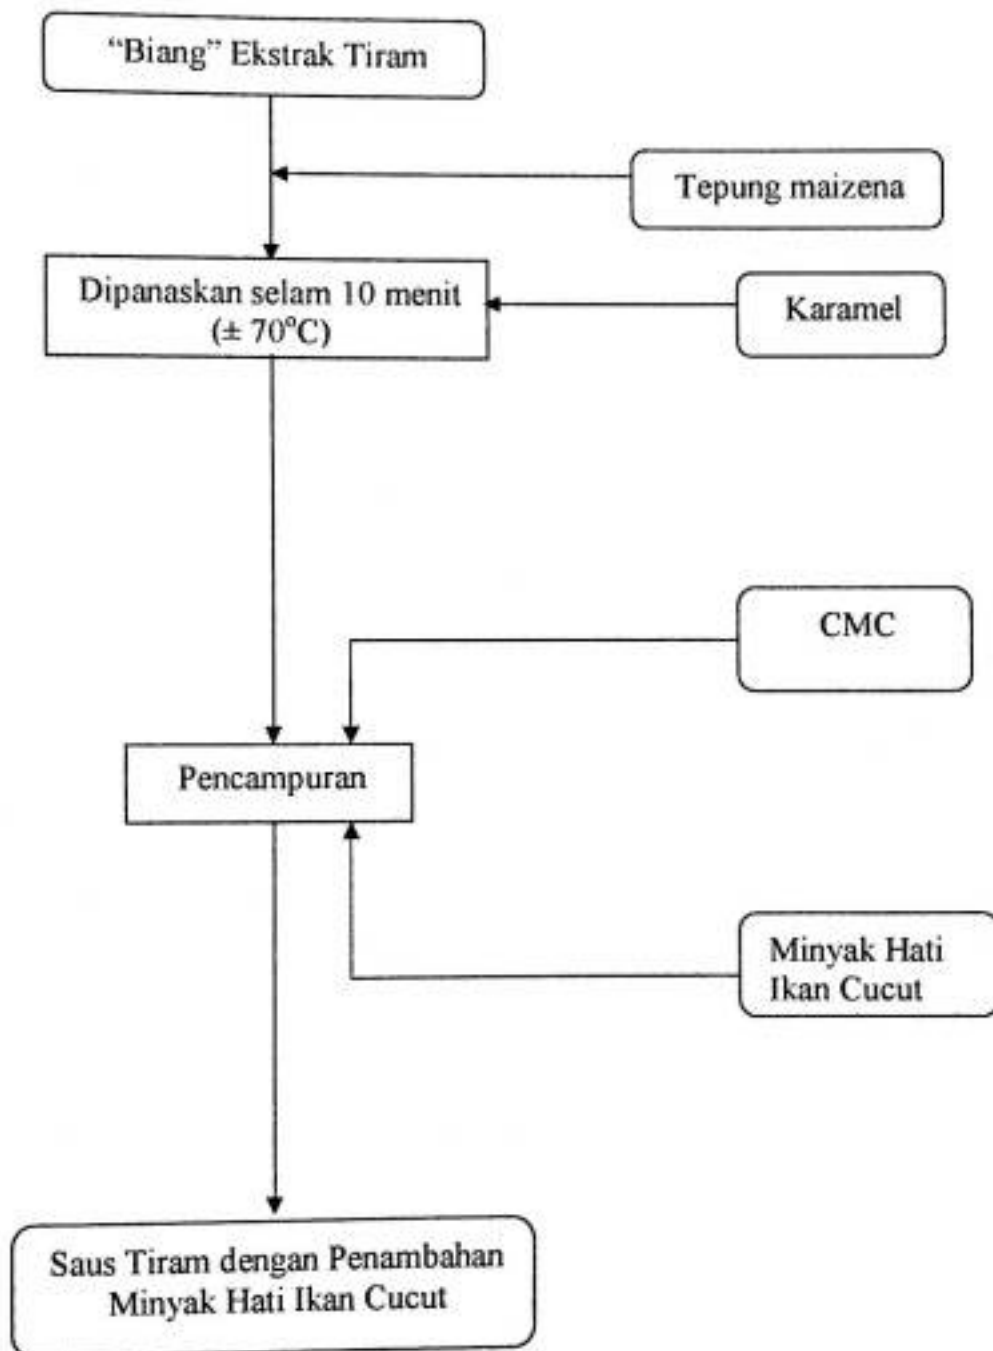 “Biang” Ekstrak Tiram
Tepung maizena
Dipanaskan selam 10 menit
(± 70°C)
Karamel
CMC
Pencampuran
Minyak Hati
Ikan Cucut
Saus Tiram dengan Penambahan
Minyak Hati Ikan Cucut